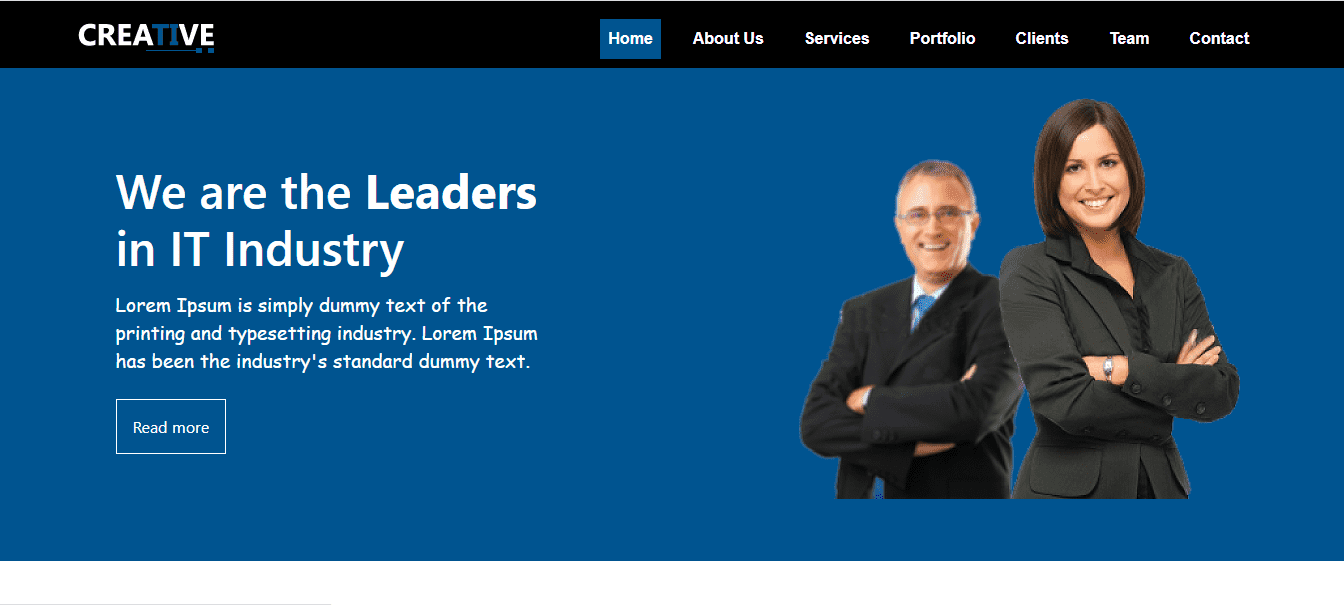 CREATIVE
Home About Us Services Portfolio Clients Team Contact
We are the Leaders
in IT Industry
Lorem Ipsum is simply dummy text of the
printing and typesetting industry. Lorem Ipsum
has been the industry's standard dummy text.
Read more